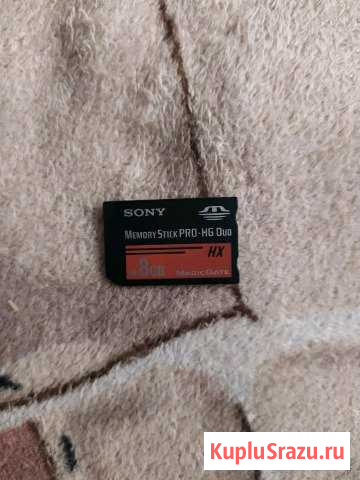 SONY
MEMORY STICK PRO-HG DUO
HX
8GB
MAGICGATE
KupluSrazu.ru